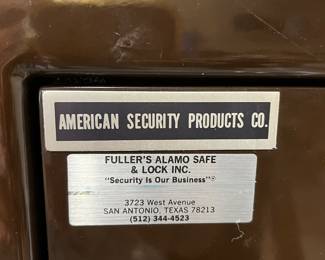 AMERICAN SECURITY PRODUCTS CO.
FULLER'S ALAMO SAFE
& LOCK INC.
"Security Is Our Business"®
3723 West Avenue
SAN ANTONIO, TEXAS 78213
(512) 344-4523